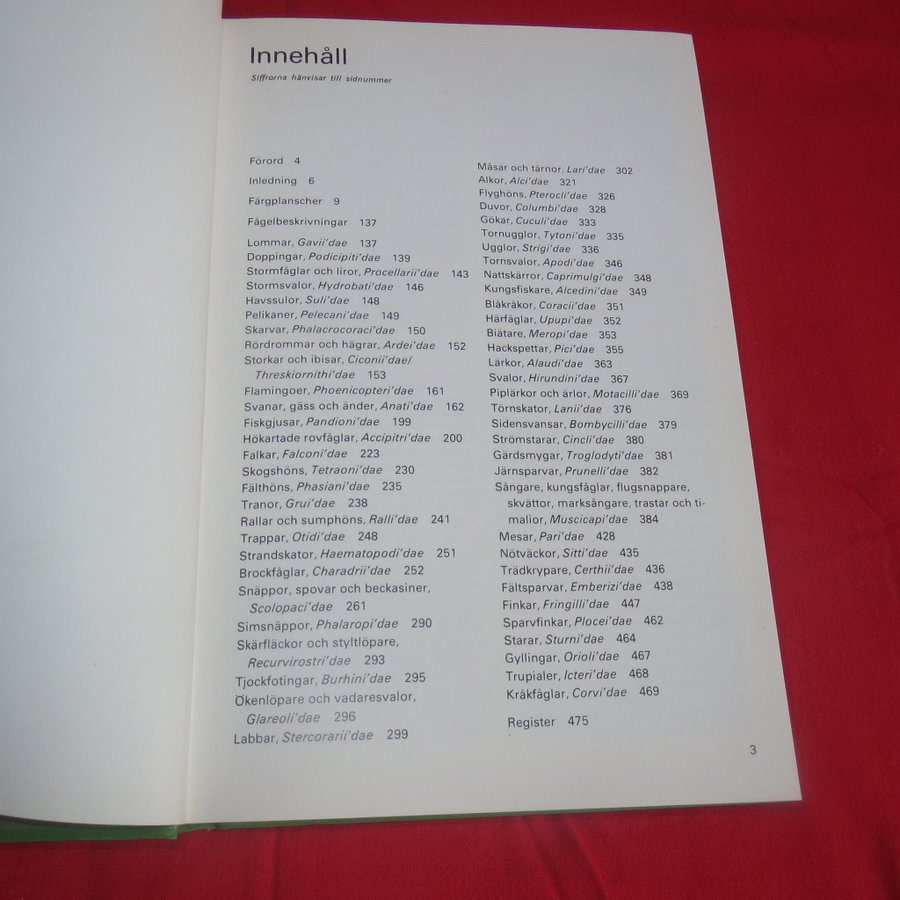 Innehåll
Siffrorna hänvisar till sidnummer
Förord 4
Inledning 6
Färgplanscher 9
Fågelbeskrivningar 137
Lommar, Gavii'dae 137
Doppingar, Podicipiti'dae 139
Stormfåglar och liror, Procellarii'dae 143
Stormsvalor, Hydrobati'dae 146
Havssulor, Suli'dae 148
Pelikaner, Pelecani'dae 149
Skarvar, Phalacrocoraci'dae 150
Rördrommar och hägrar, Ardei'dae 152
Storkar och ibisar, Ciconii'dae/
Threskiornithi'dae 153
Flamingoer, Phoenicopteri'dae 161
Svanar, gäss och änder, Anati'dae 162
Fiskgjusar, Pandioni'dae 199
Hökartade rovfåglar, Accipitri'dae 200
Falkar, Falconi'dae 223
Skogshöns, Tetraoni'dae 230
Fälthöns, Phasiani'dae 235
Tranor, Grui'dae 238
Rallar och sumphöns, Ralli'dae 241
Trappar, Otidi'dae 248
Strandskator, Haematopodi'dae 251
Brockfåglar, Charadrii'dae 252
Snäppor, spovar och beckasiner,
Scolopaci'dae 261
Simsnäppor, Phalaropi'dae 290
Skärfläckor och styltlöpare,
Recurvirostri'dae 293
Tjockfotingar, Burhini'dae 295
Ökenlöpare och vadaresvalor,
Glareoli'dae 296
Labbar, Stercorarii'dae 299
Måsar och tärnor, Lari'dae 302
Alkor, Alci'dae 321
Flyghöns, Pterocli'dae 326
Duvor, Columbi'dae 328
Gökar, Cuculi'dae 333
Tornugglor, Tytoni'dae 335
Ugglor, Strigi'dae 336
Tornsvalor, Apodi'dae 346
Nattskärror, Caprimulgi'dae 348
Kungsfiskare, Alcedini'dae 349
Blåkråkor, Coracii'dae 351
Härfåglar, Upupi'dae 352
Biätare, Meropi'dae 353
Hackspettar, Pici'dae 355
Lärkor, Alaudi'dae 363
Svalor, Hirundini'dae 367
Piplärkor och ärlor, Motacilli'dae 369
Törnskator, Lanii'dae 376
Sidensvansar, Bombycilli'dae 379
Strömstarar, Cincli'dae 380
Gärdsmygar, Troglodyti'dae 381
Järnsparvar, Prunelli'dae 382
Sångare, kungsfåglar, flugsnappare,
skvättor, marksångare, trastar och ti-
malior, Muscicapi'dae 384
Mesar, Pari'dae 428
Nötväckor, Sitti'dae 435
Trädkrypare, Certhii'dae 436
Fältsparvar, Emberizi'dae 438
Finkar, Fringilli'dae 447
Sparvfinkar, Plocei'dae 462
Starar, Sturni'dae 464
Gyllingar, Orioli'dae 467
Trupialer, Icteri'dae 468
Kråkfåglar, Corvi'dae 469
Register 475
3